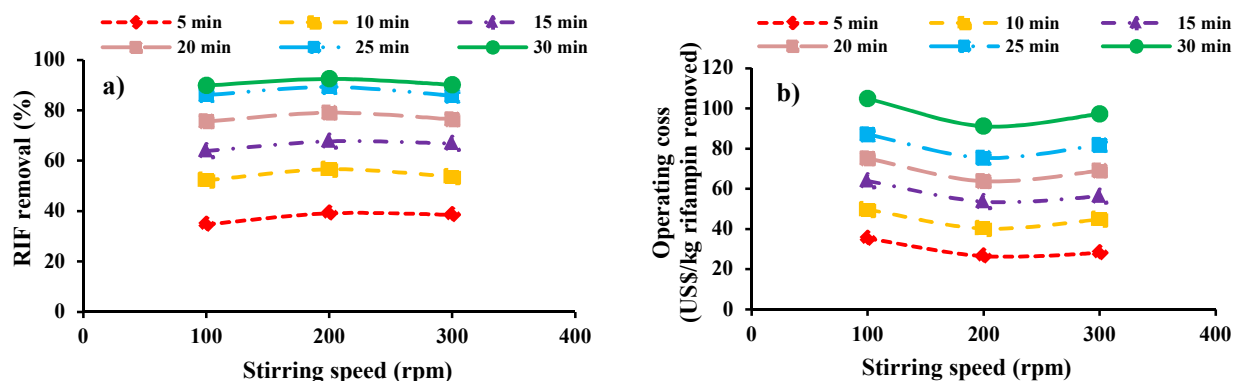 5 min 10 min 15 min
20 min 25 min 30 min
a)
RIF removal (%)
100
80
60
40
20
0
0 100 200 300 400
Stirring speed (rpm)
5 min 10 min 15 min
20 min 25 min 30 min
b)
Operating coss
(US$/kg rifampin removed)
120
100
80
60
40
20
0
0 100 200 300 400
Stirring speed (rpm)